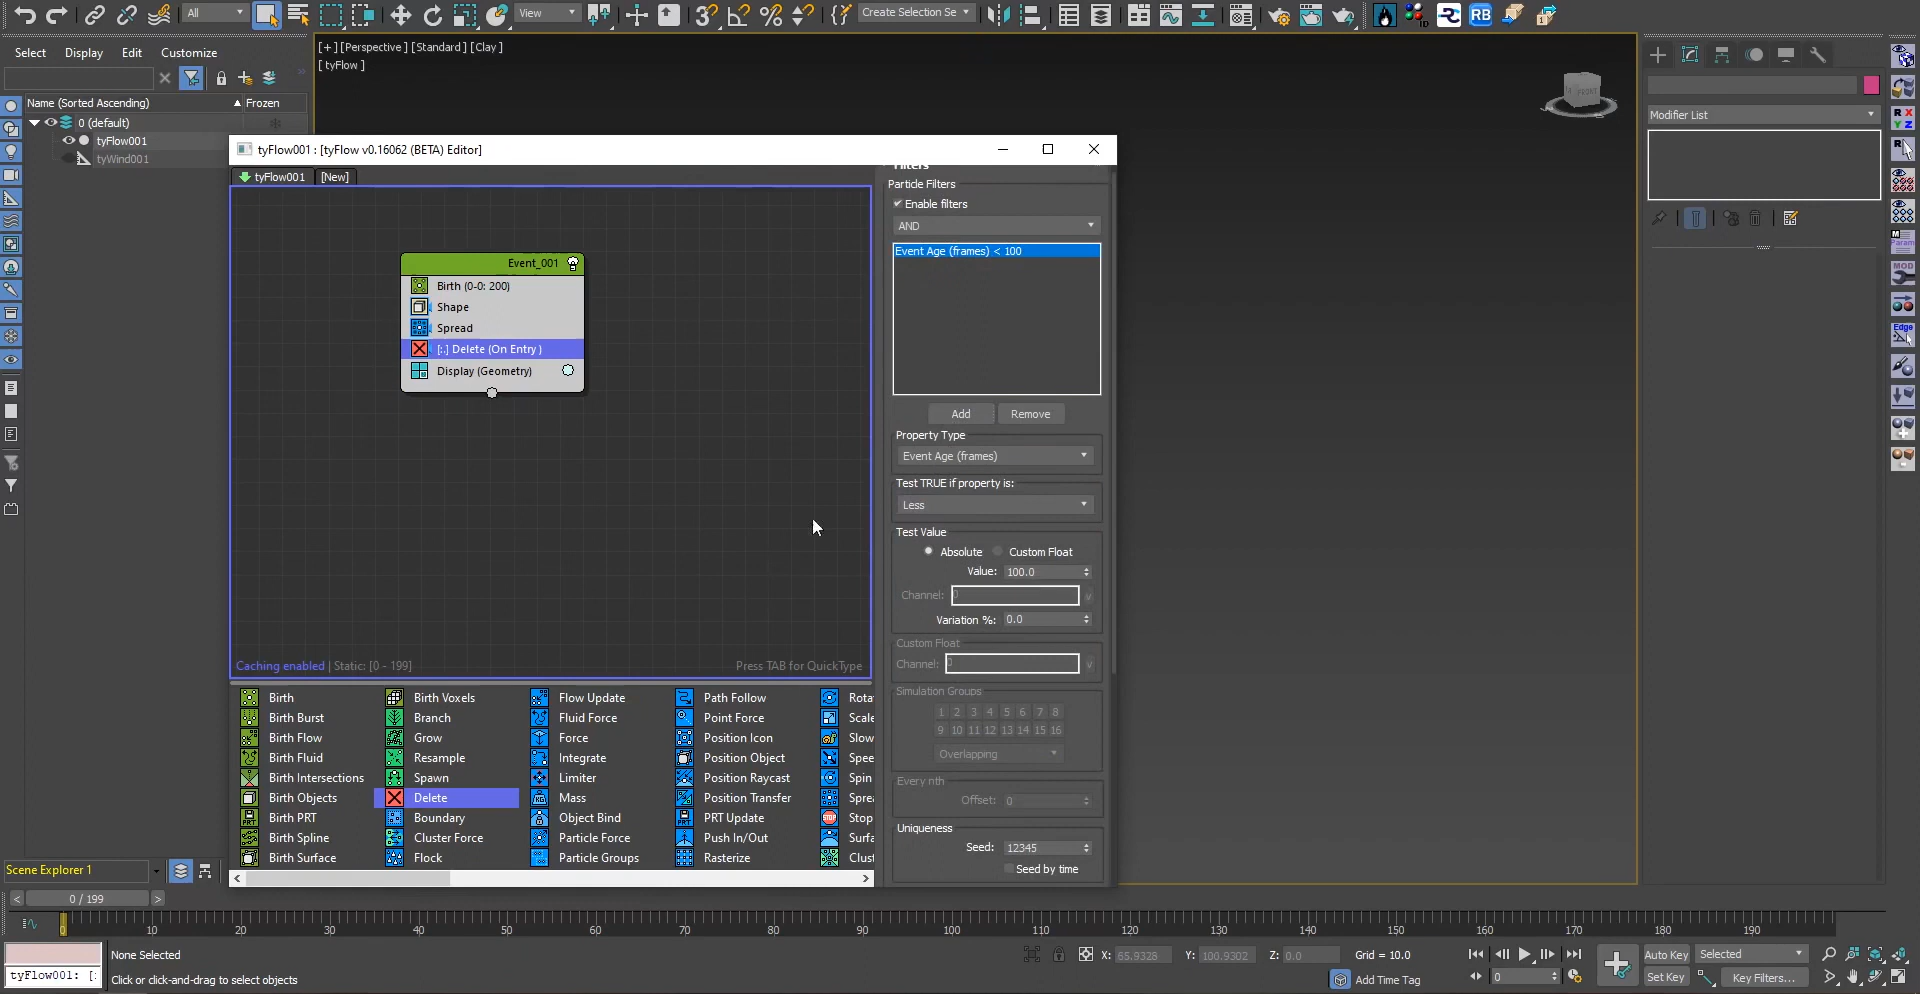 All
View
Create Selection Se
Select Display Edit Customize
[+] [Perspective] [Standard] [Clay]
[ tyFlow ]
Name (Sorted Ascending) Frozen
0 (default)
tyFlow001
tyWind001
Modifier List
FRONT
tyFlow001 : [tyFlow v0.16062 (BETA) Editor]
tyFlow001 [New]
Event_001
Birth (0-0: 200)
Shape
Spread
[:.] Delete (On Entry )
Display (Geometry)
Caching enabled | Static: [0 - 199] Press TAB for QuickType
Filters
Particle Filters
Enable filters
AND
Event Age (frames) < 100
Add Remove
Property Type
Event Age (frames)
Test TRUE if property is:
Less
Test Value
Absolute Custom Float
Value: 100.0
Channel: 0
Variation %: 0.0
Custom Float
Channel: 0
Simulation Groups
1 2 3 4 5 6 7 8
9 10 11 12 13 14 15 16
Overlapping
Every nth
Offset: 0
Uniqueness
Seed: 12345
Seed by time
Birth Birth Voxels Flow Update Path Follow Rota
Birth Burst Branch Fluid Force Point Force Scale
Birth Flow Grow Force Position Icon Slow
Birth Fluid Resample Integrate Position Object Spee
Birth Intersections Spawn Limiter Position Raycast Spin
Birth Objects Delete Mass Position Transfer Spre
Birth PRT Boundary Object Bind PRT Update Stop
Birth Spline Cluster Force Particle Force Push In/Out Surfa
Birth Surface Flock Particle Groups Rasterize Clust
Scene Explorer 1
0 / 199
0 10 20 30 40 50 60 70 80 90 100 110 120 130 140 150 160 170 180 190
None Selected
X: 65.9328 Y: 100.9302 Z: 0.0 Grid = 10.0
Auto Key Selected
tyFlow001: [:
Click or click-and-drag to select objects
Add Time Tag
0
Set Key Key Filters...
RB
R X
Y Z
R
M
Param
MOD
Edge